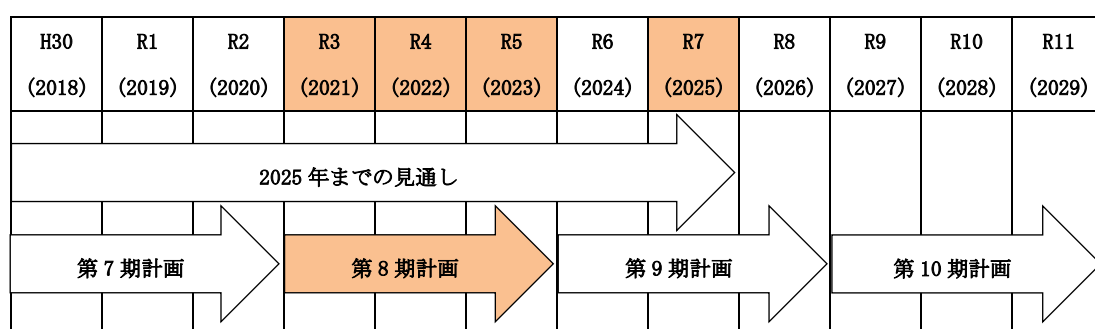 H30 R1 R2 R3 R4 R5 R6 R7 R8 R9 R10 R11
(2018) (2019) (2020) (2021) (2022) (2023) (2024) (2025) (2026) (2027) (2028) (2029)
2025 年までの見通し
第 7 期計画 第 8 期計画 第 9 期計画 第 10 期計画